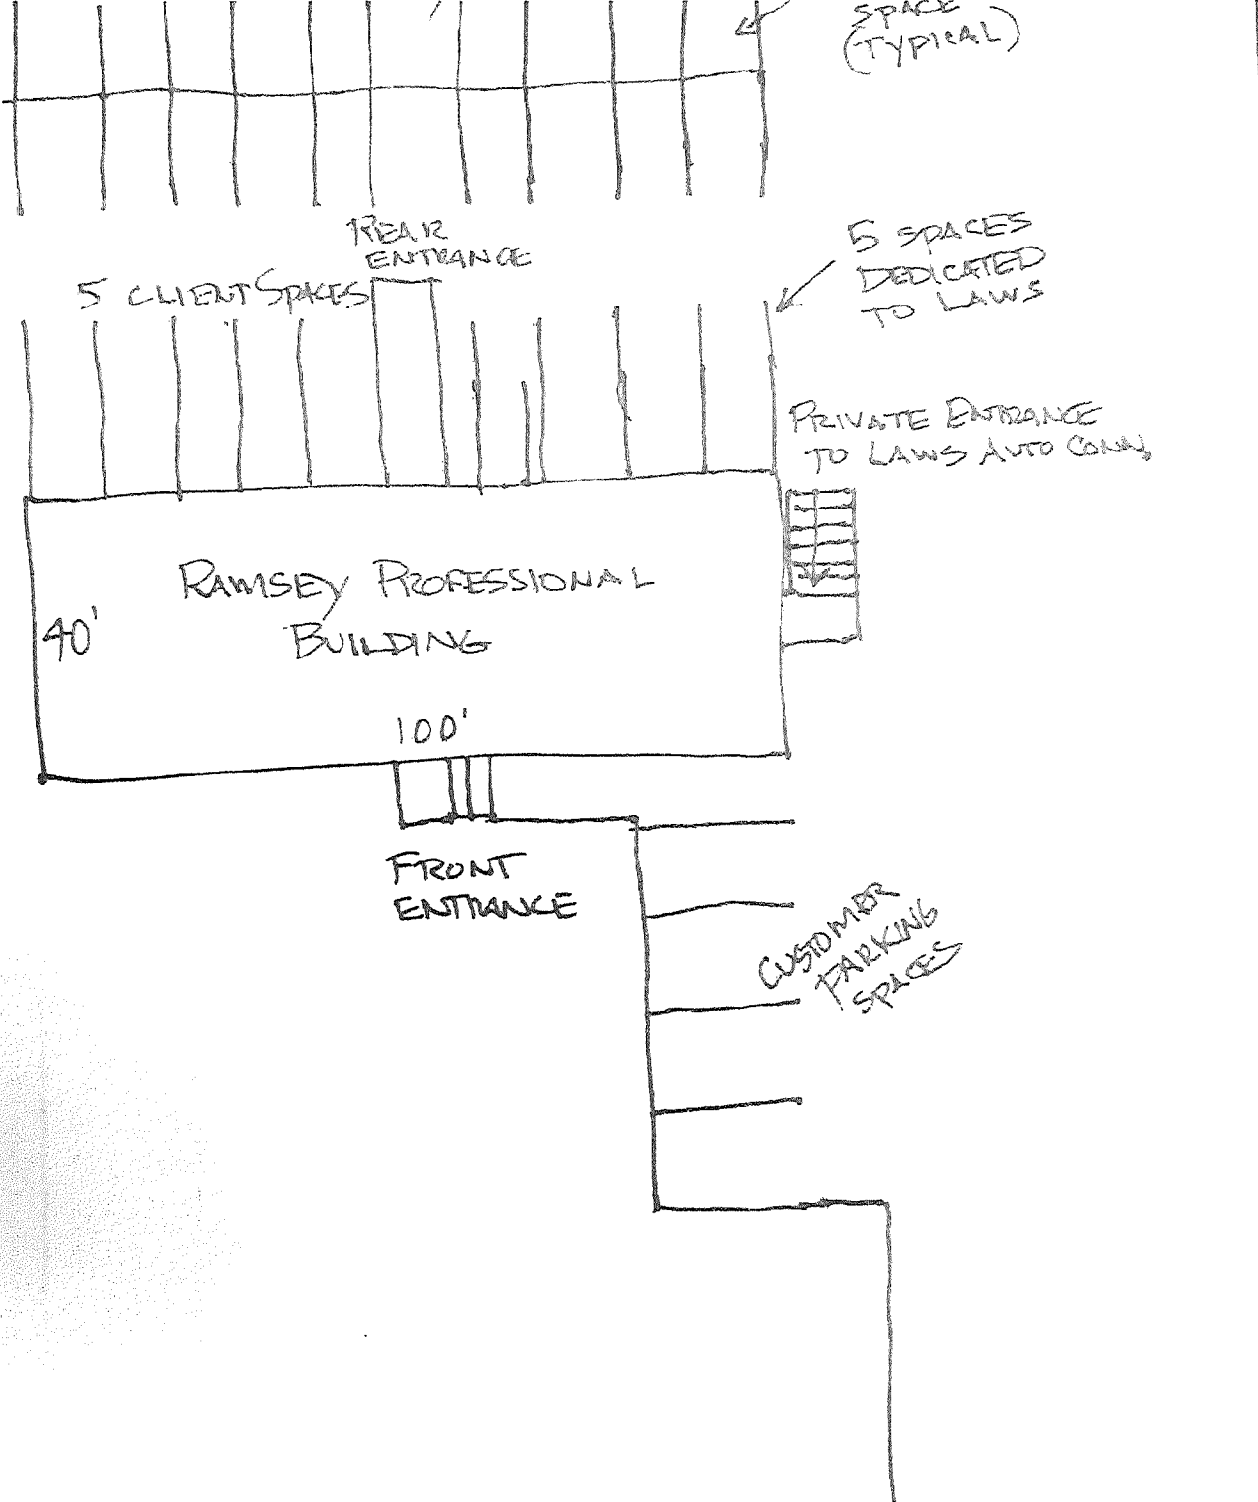 SPACE
(TYPICAL)
REAR
ENTRANCE
5 CLIENT SPACES
5 SPACES
DEDICATED
TO LAWS
PRIVATE ENTRANCE
TO LAWS AUTO CONN,
RAMSEY PROFESSIONAL
BUILDING
40'
100'
FRONT
ENTRANCE
CUSTOMER
PARKING
SPACES